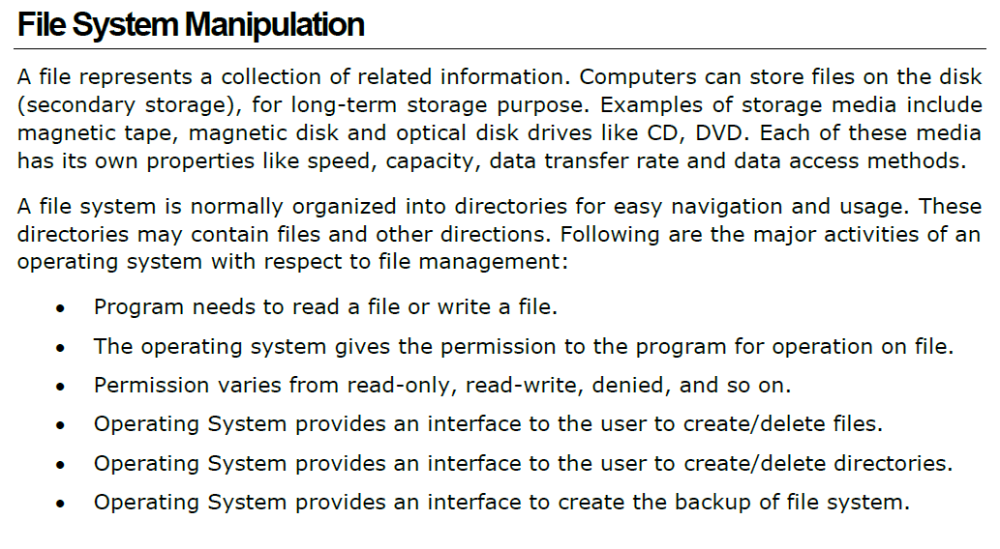 File System Manipulation
A file represents a collection of related information. Computers can store files on the disk
(secondary storage), for long-term storage purpose. Examples of storage media include
magnetic tape, magnetic disk and optical disk drives like CD, DVD. Each of these media
has its own properties like speed, capacity, data transfer rate and data access methods.
A file system is normally organized into directories for easy navigation and usage. These
directories may contain files and other directions. Following are the major activities of an
operating system with respect to file management:
• Program needs to read a file or write a file.
• The operating system gives the permission to the program for operation on file.
• Permission varies from read-only, read-write, denied, and so on.
• Operating System provides an interface to the user to create/delete files.
• Operating System provides an interface to the user to create/delete directories.
• Operating System provides an interface to create the backup of file system.